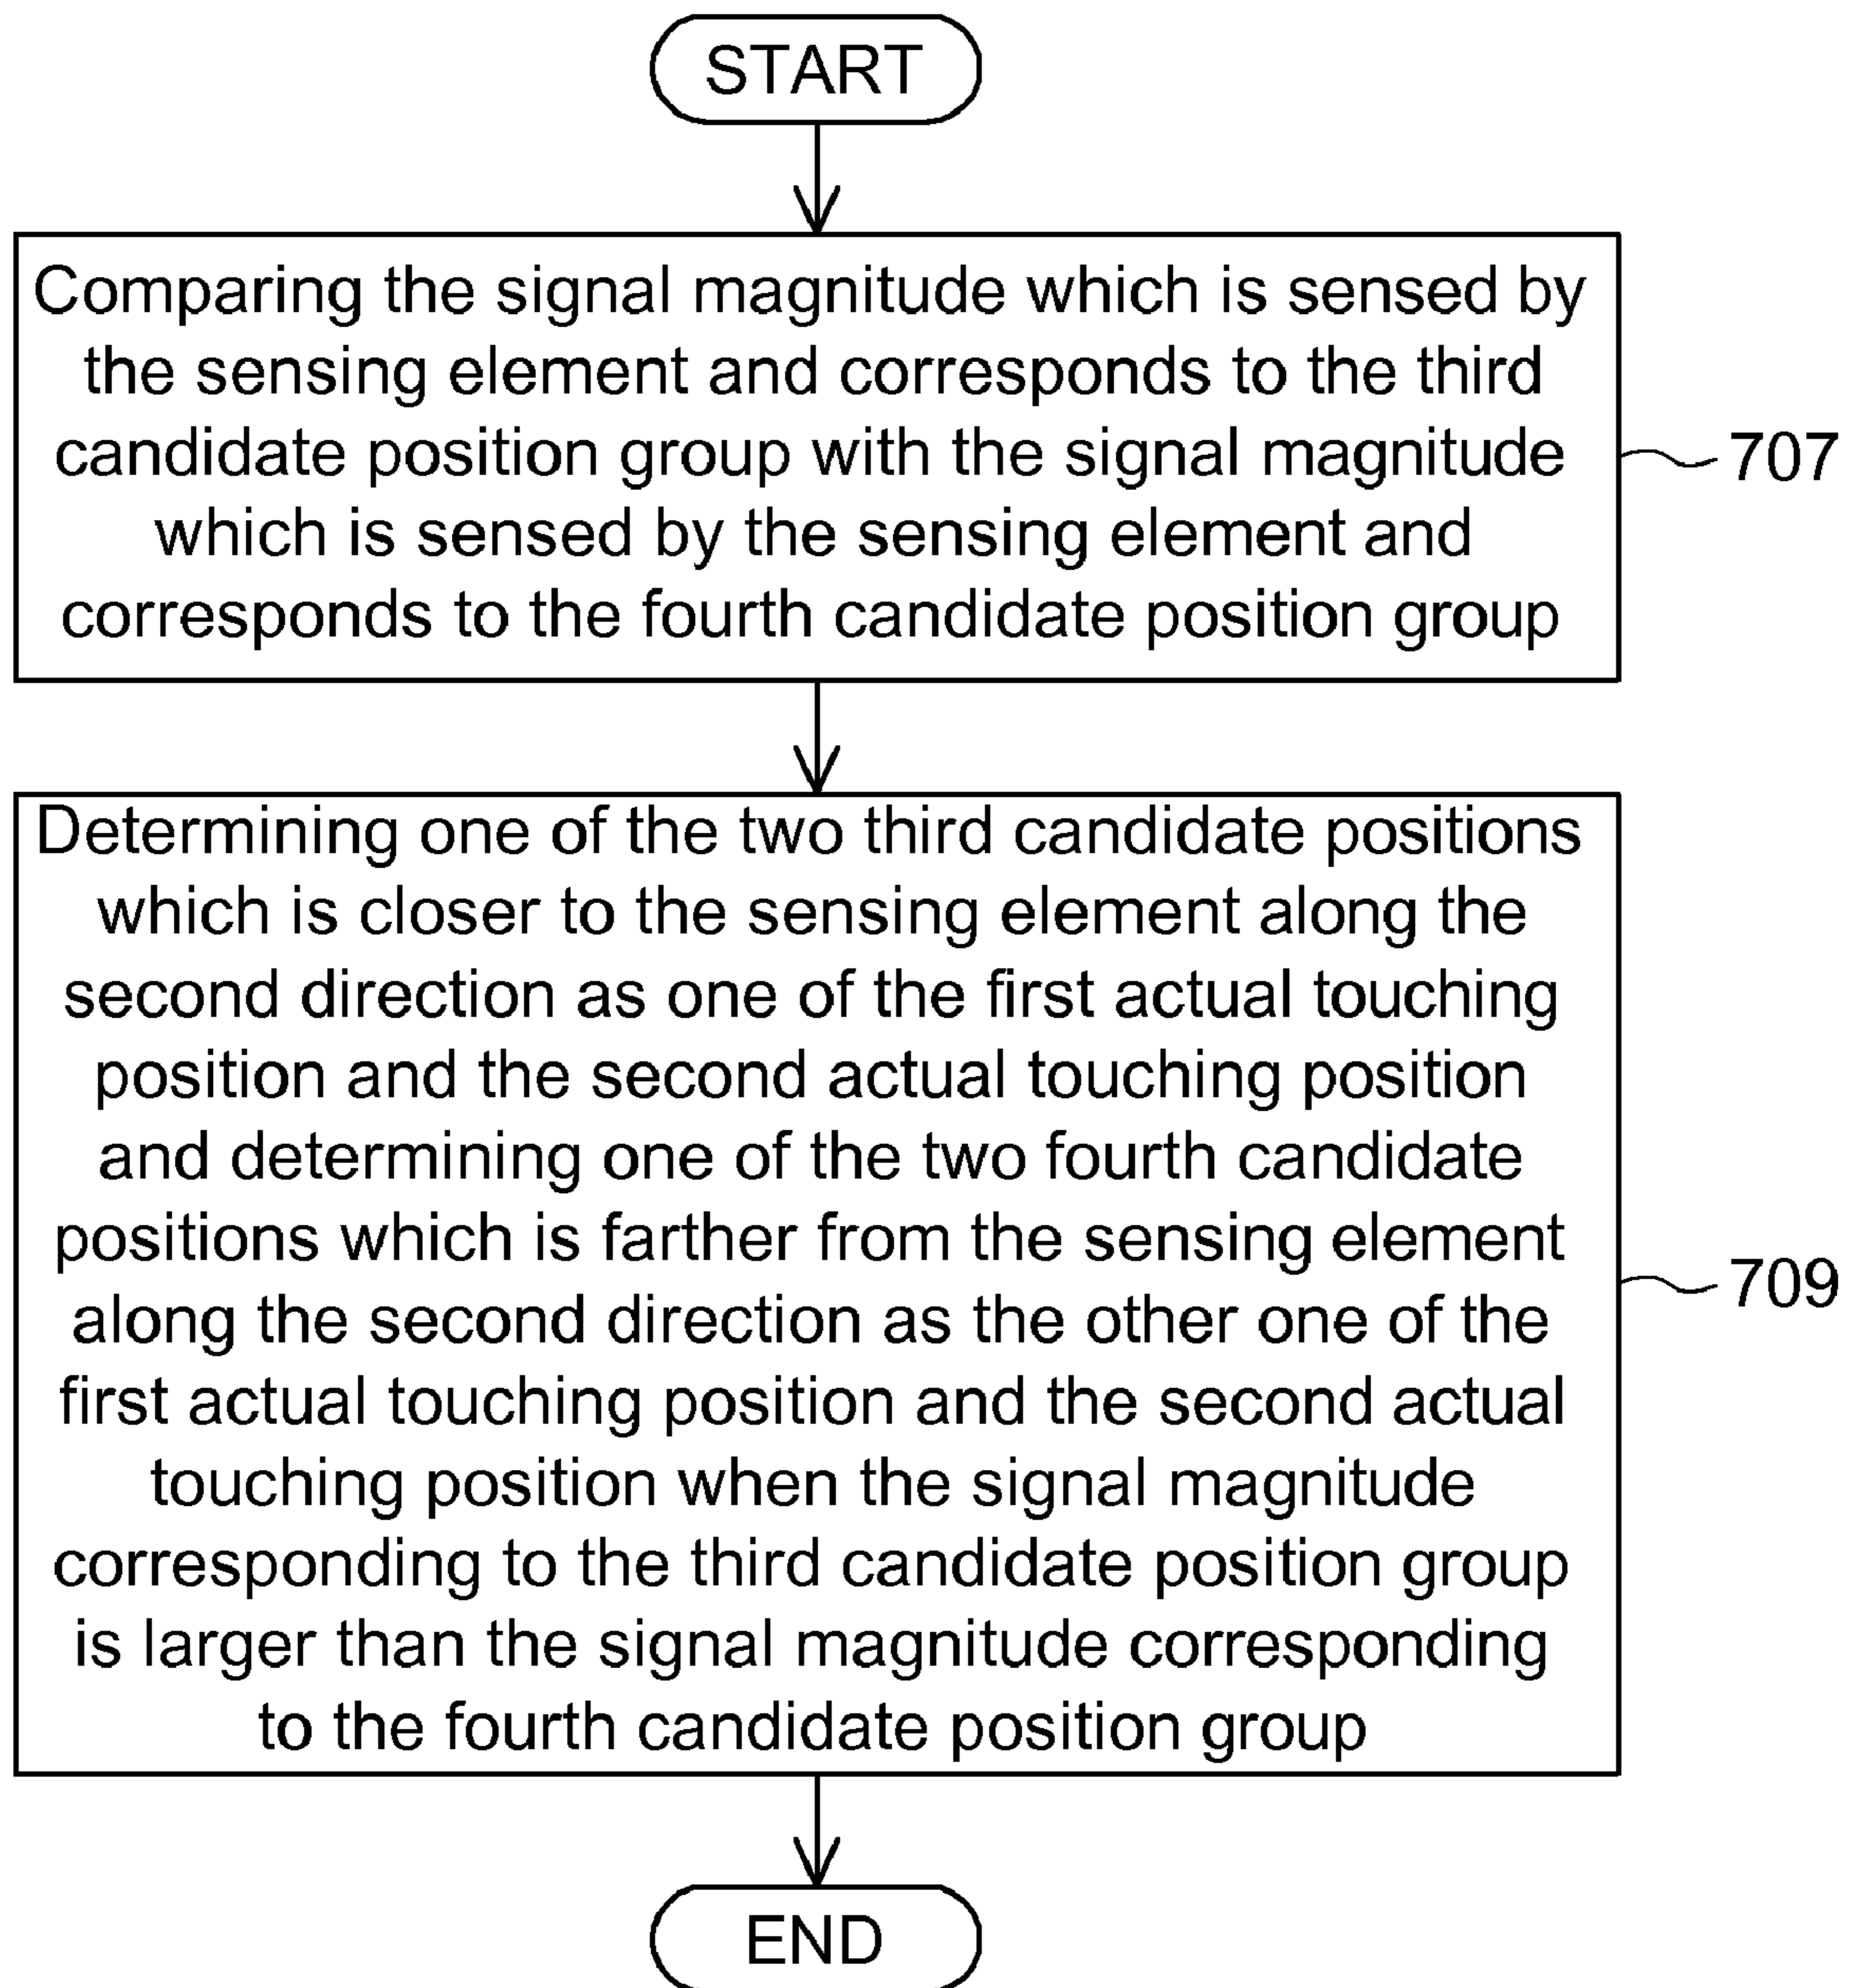 START
Comparing the signal magnitude which is sensed by
the sensing element and corresponds to the third
candidate position group with the signal magnitude
which is sensed by the sensing element and
corresponds to the fourth candidate position group
707
Determining one of the two third candidate positions
which is closer to the sensing element along the
second direction as one of the first actual touching
position and the second actual touching position
and determining one of the two fourth candidate
positions which is farther from the sensing element
along the second direction as the other one of the
first actual touching position and the second actual
touching position when the signal magnitude
corresponding to the third candidate position group
is larger than the signal magnitude corresponding
to the fourth candidate position group
709
END